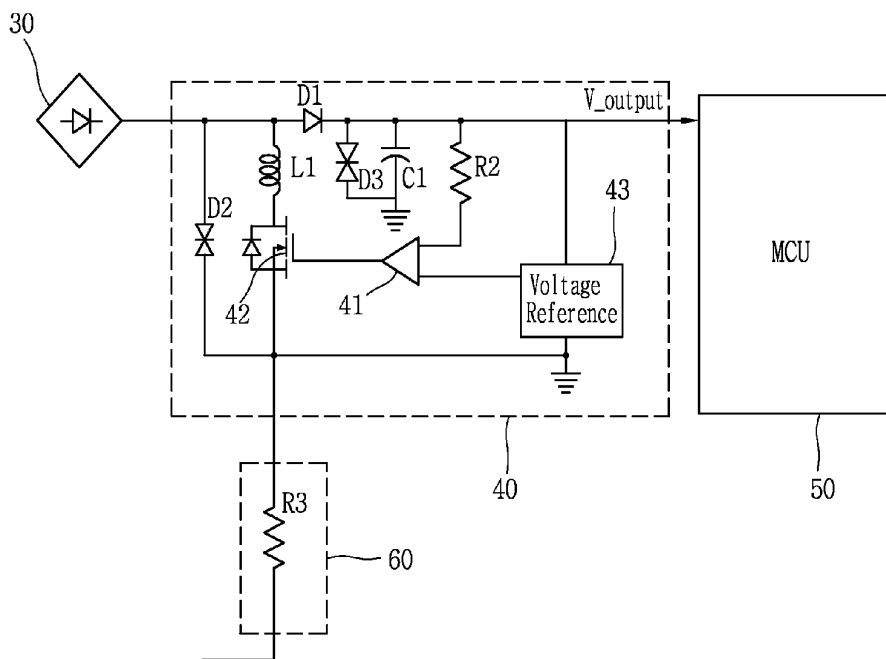 30
D1
V_output
L1
D3
C1
R2
D2
43
MCU
42
41
Voltage
Reference
40
50
R3
60